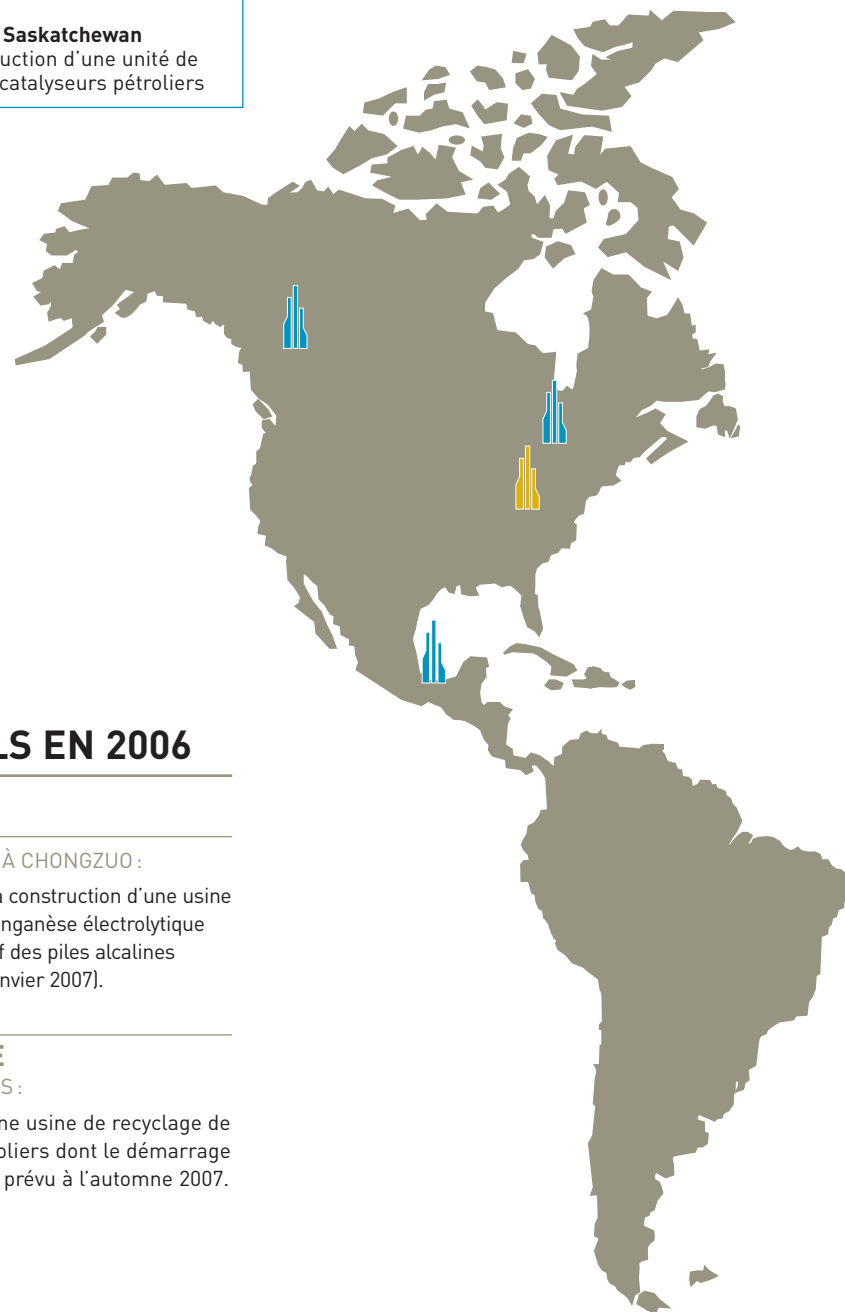 Saskatchewan
uction d'une unité de
catalyseurs pétroliers
LS EN 2006
À CHONGZUO :
a construction d'une usine
nganèse électrolytique
f des piles alcalines
nvier 2007).
E
S :
ne usine de recyclage de
oliers dont le démarrage
prévu à l'automne 2007.